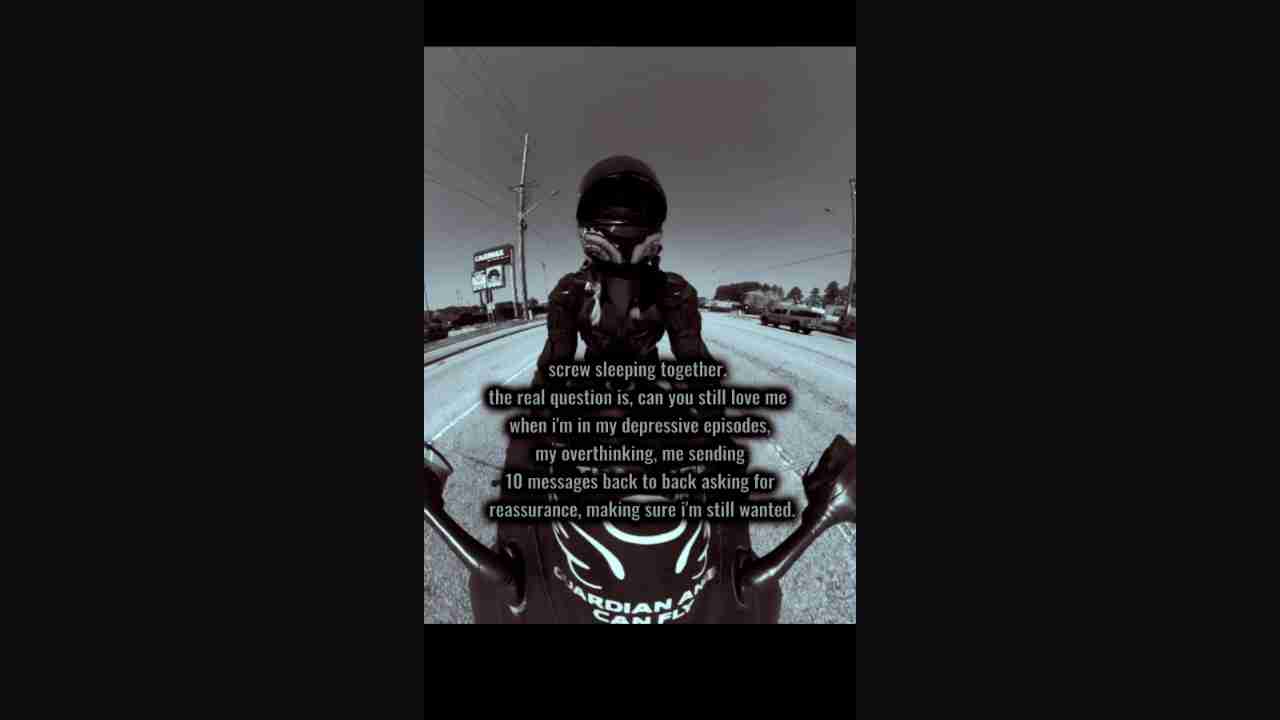 CARMAX
screw sleeping together.
the real question is, can you still love me
when i'm in my depressive episodes,
my overthinking, me sending
10 messages back to back asking for
reassurance, making sure i'm still wanted.
GUARDIAN
CAN FLY